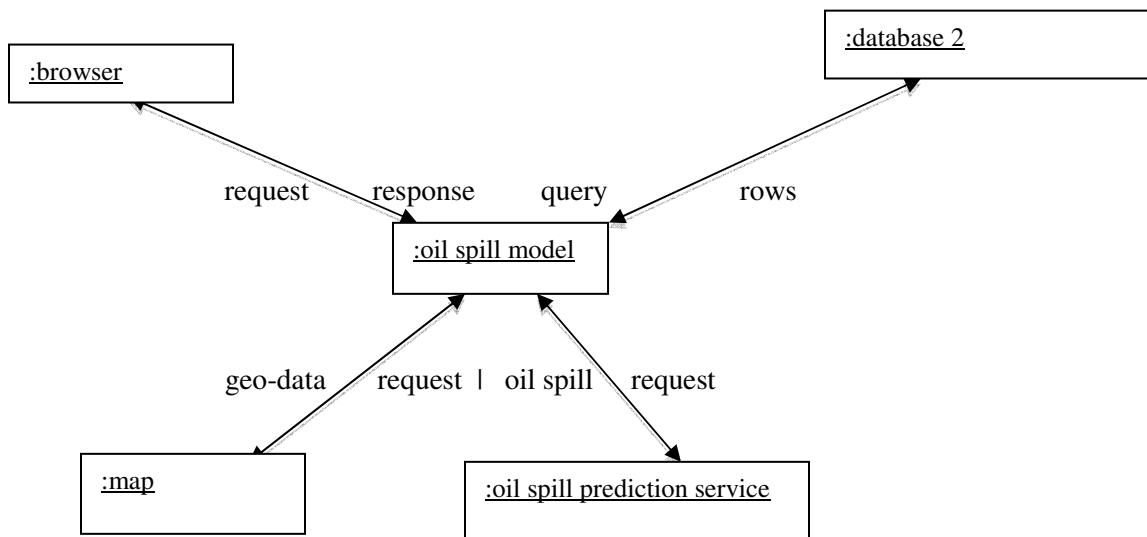 :database 2
:browser
request response query rows
:oil spill model
geo-data request | oil spill request
:map
:oil spill prediction service